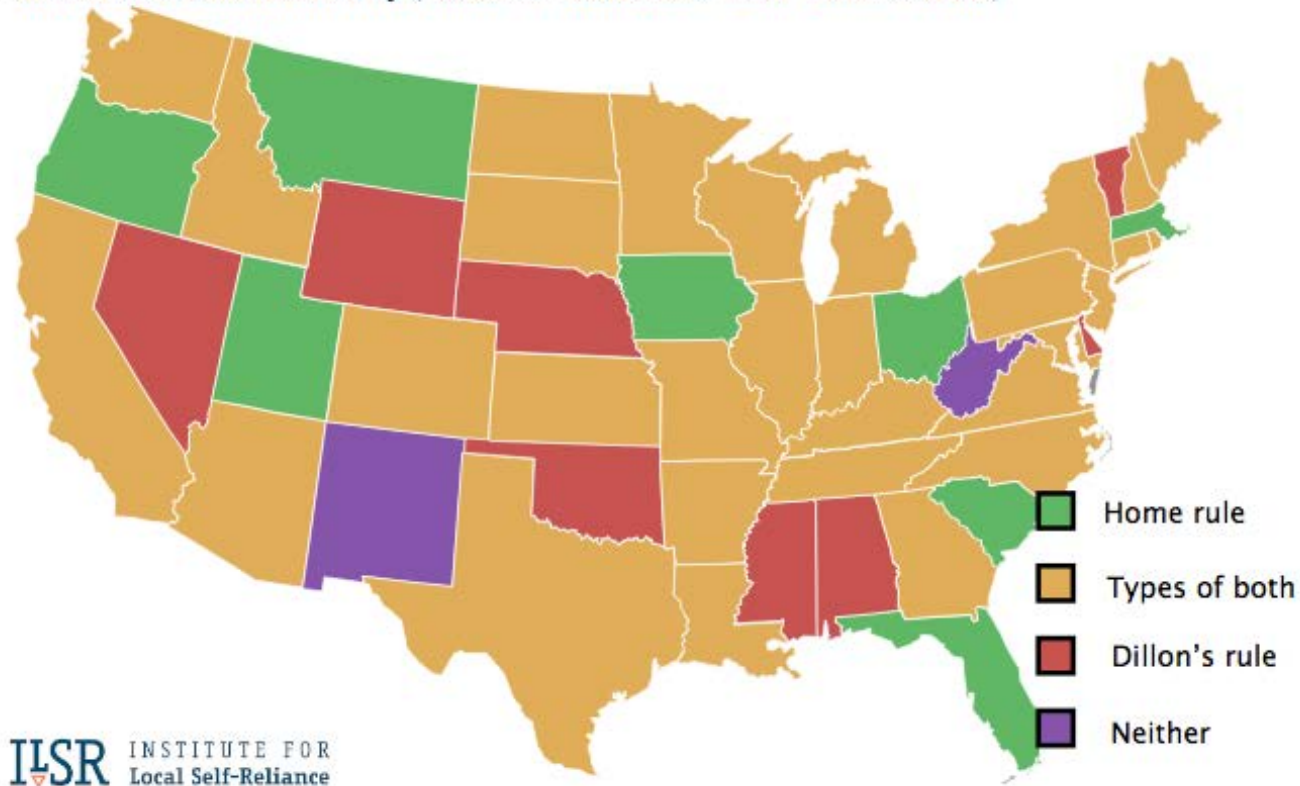 Home rule
Types of both
Dillon's rule
Neither
ILSR INSTITUTE FOR
Local Self-Reliance